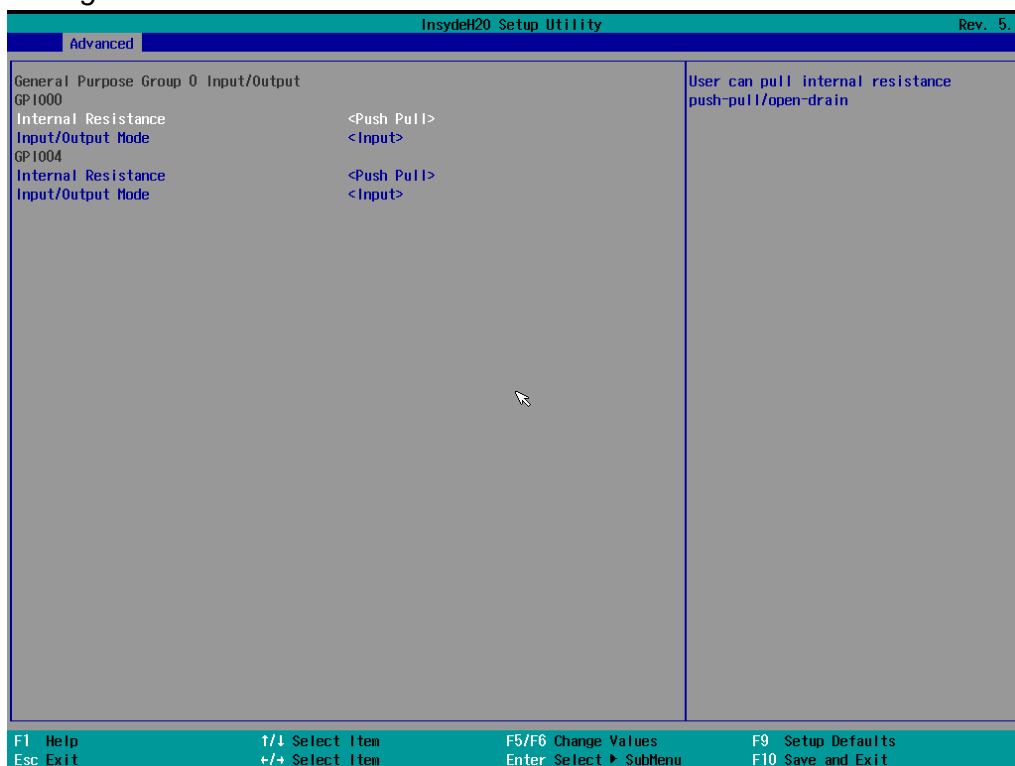 InsydeH2O Setup Utility Rev. 5.
Advanced
General Purpose Group 0 Input/Output
GPIO00
Internal Resistance <Push Pull>
Input/Output Mode <Input>
GPIO04
Internal Resistance <Push Pull>
Input/Output Mode <Input>
User can pull internal resistance
push-pull/open-drain
F1 Help ↑/↓ Select Item F5/F6 Change Values F9 Setup Defaults
Esc Exit ←/→ Select Item Enter Select ▶ SubMenu F10 Save and Exit